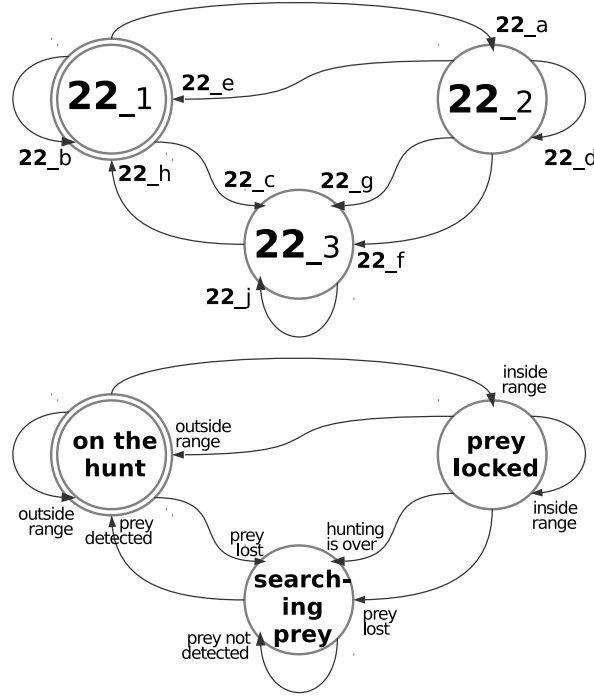 22_a
22_1
22_e
22_2
22_b
22_h
22_c
22_g
22_d
22_3
22_f
22_j
inside
range
on the
hunt
outside
range
prey
locked
outside
range
prey
detected
prey
lost
hunting
is over
inside
range
search-
ing
prey
prey
lost
prey not
detected